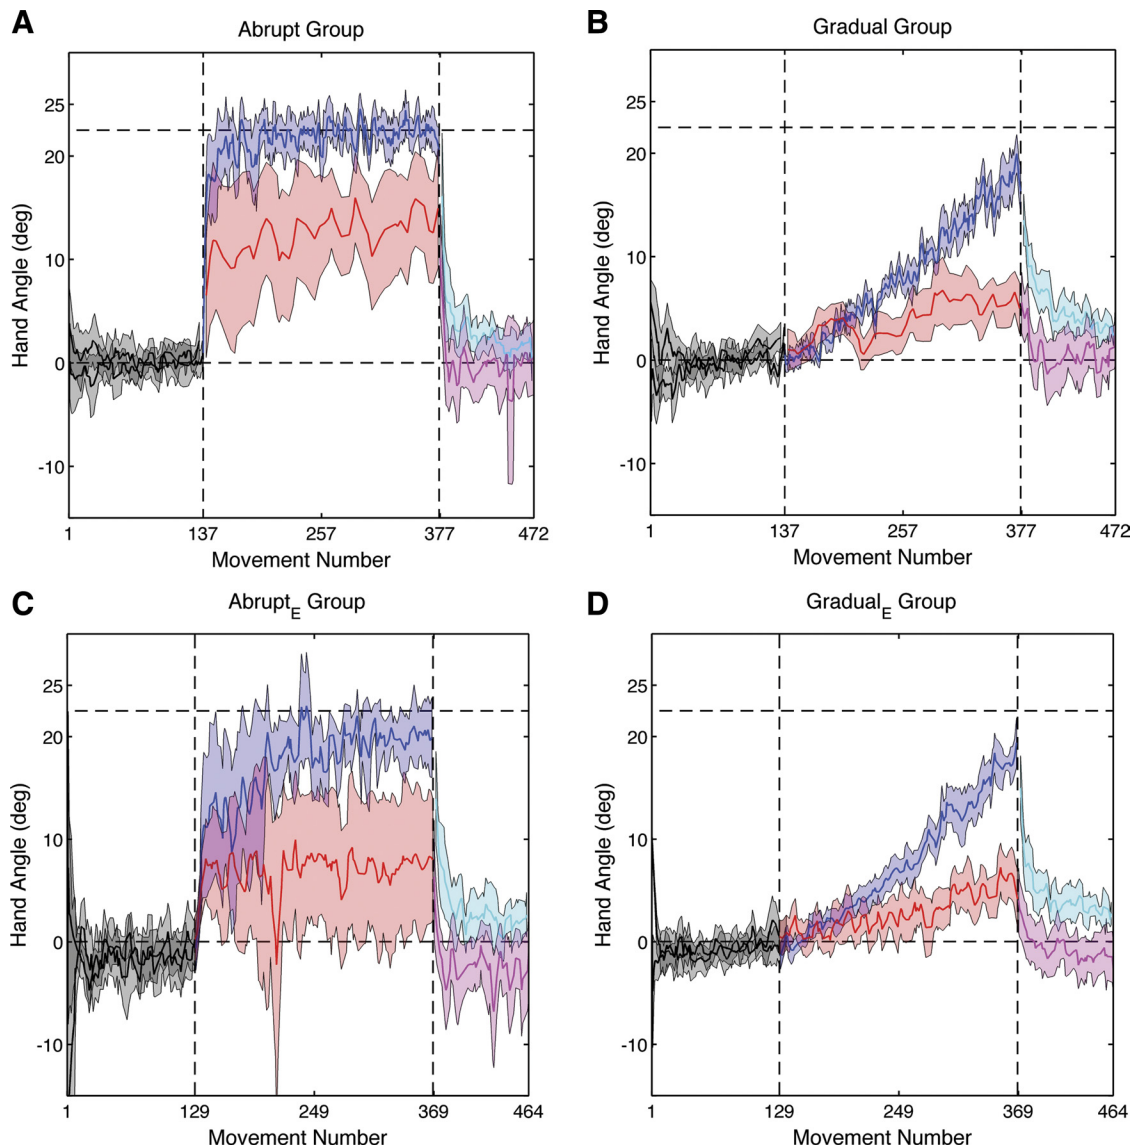 A
Abrupt Group
Hand Angle (deg)
25
20
10
0
-10
1
137
257
377
472
Movement Number
B
Gradual Group
Hand Angle (deg)
25
20
10
0
-10
1
137
257
377
472
Movement Number
C
Abrupt_E Group
Hand Angle (deg)
25
20
10
0
-10
1
129
249
369
464
Movement Number
D
Gradual_E Group
Hand Angle (deg)
25
20
10
0
-10
1
129
249
369
464
Movement Number